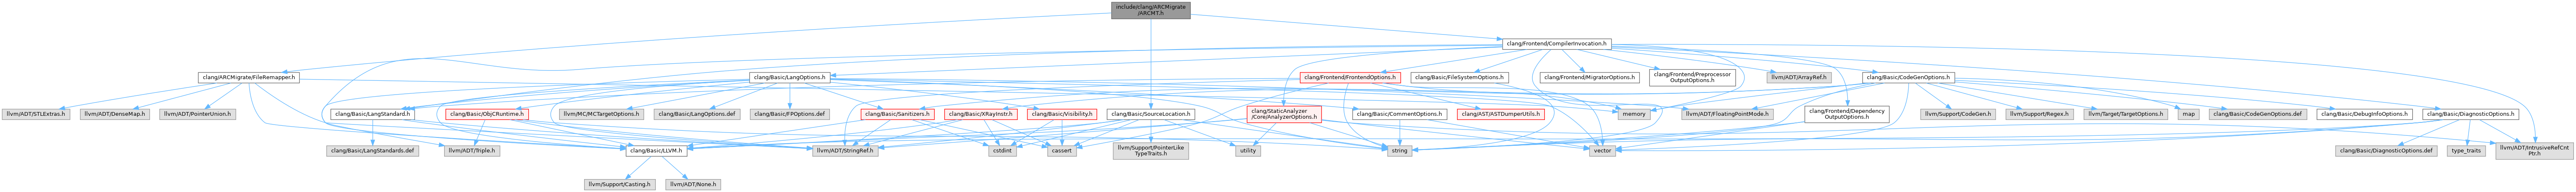 include/clang/ARCMigrate
/ARCMT.h
clang/Frontend/CompilerInvocation.h
clang/ARCMigrate/FileRemapper.h
clang/Basic/LangOptions.h
clang/Frontend/FrontendOptions.h
clang/Basic/FileSystemOptions.h
clang/Frontend/MigratorOptions.h
clang/Frontend/Preprocessor
OutputOptions.h
llvm/ADT/ArrayRef.h
clang/Basic/CodeGenOptions.h
llvm/ADT/STLExtras.h
llvm/ADT/DenseMap.h
llvm/ADT/PointerUnion.h
clang/Basic/LangStandard.h
clang/Basic/ObjCRuntime.h
llvm/MC/MCTargetOptions.h
clang/Basic/LangOptions.def
clang/Basic/FPOptions.def
clang/Basic/Sanitizers.h
clang/Basic/XRayInstr.h
clang/Basic/Visibility.h
clang/Basic/SourceLocation.h
clang/StaticAnalyzer
/Core/AnalyzerOptions.h
clang/Basic/CommentOptions.h
clang/AST/ASTDumperUtils.h
memory
llvm/ADT/FloatingPointMode.h
clang/Frontend/Dependency
OutputOptions.h
llvm/Support/CodeGen.h
llvm/Support/Regex.h
llvm/Target/TargetOptions.h
map
clang/Basic/CodeGenOptions.def
clang/Basic/DebugInfoOptions.h
clang/Basic/DiagnosticOptions.h
clang/Basic/LangStandards.def
llvm/ADT/Triple.h
clang/Basic/LLVM.h
llvm/ADT/StringRef.h
cstdint
cassert
llvm/Support/PointerLike
TypeTraits.h
utility
string
vector
clang/Basic/DiagnosticOptions.def
type_traits
llvm/ADT/IntrusiveRefCnt
Ptr.h
llvm/Support/Casting.h
llvm/ADT/None.h